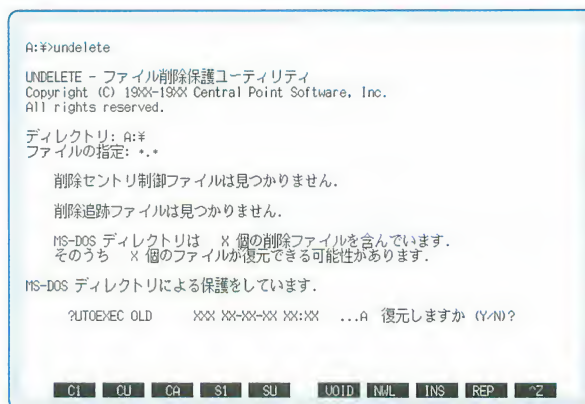 A:¥>undelete
UNDELETE - ファイル削除保護ユーティリティ
Copyright (C) 19XX-19XX Central Point Software, Inc.
All rights reserved.
ディレクトリ: A:¥
ファイルの指定: *.*
削除セントリ制御ファイルは見つかりません.
削除追跡ファイルは見つかりません.
MS-DOS ディレクトリは X 個の削除ファイルを含んでいます.
そのうち X 個のファイルが復元できる可能性があります.
MS-DOS ディレクトリによる保護をしています.
?UTOEXEC OLD XXX XX-XX-XX XX:XX ...A 復元しますか (Y/N)?
C1 CU CA S1 SU VOID NWL INS REP ^Z